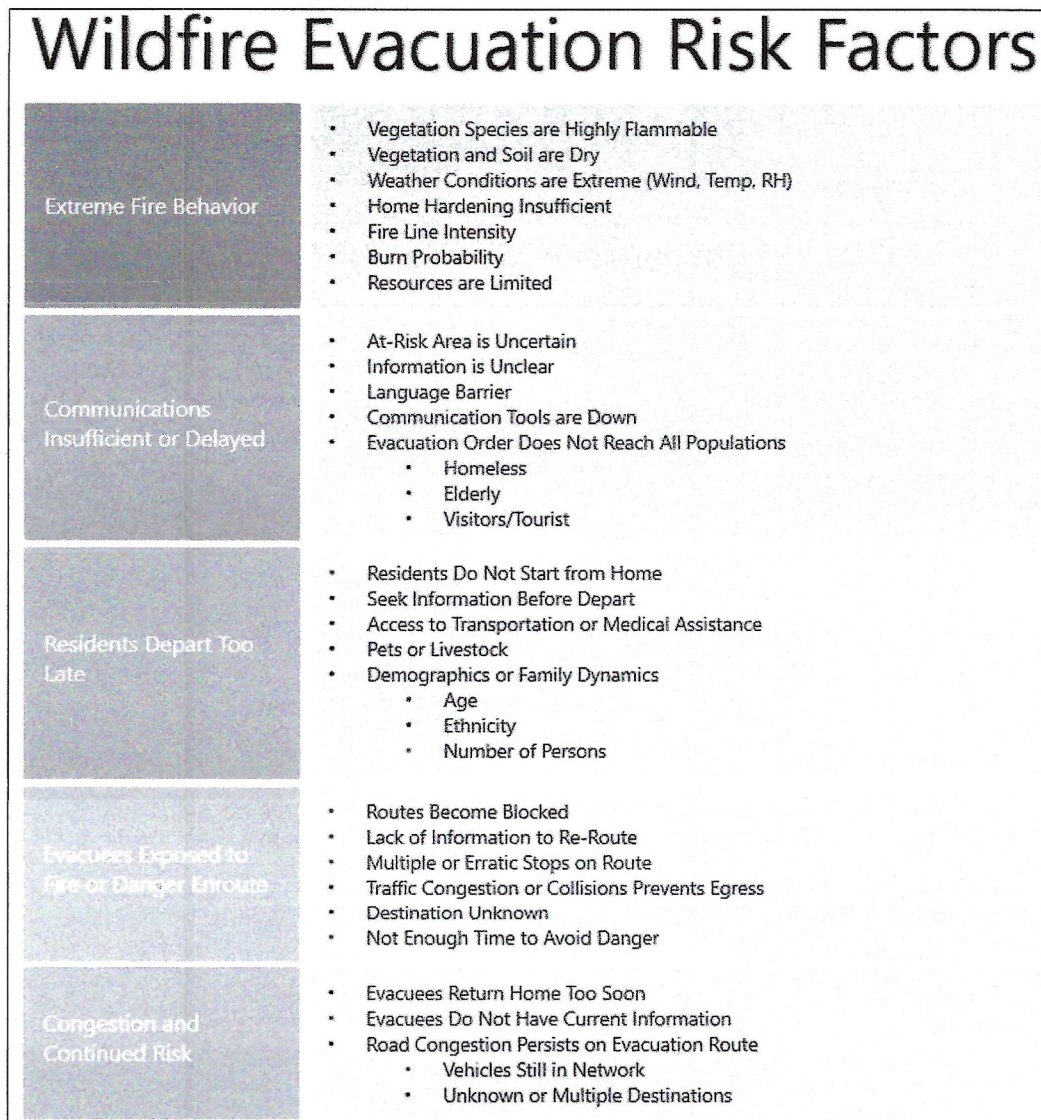 Wildfire Evacuation Risk Factors
Extreme Fire Behavior
• Vegetation Species are Highly Flammable
• Vegetation and Soil are Dry
• Weather Conditions are Extreme (Wind, Temp, RH)
• Home Hardening Insufficient
• Fire Line Intensity
• Burn Probability
• Resources are Limited
Communications
Insufficient or Delayed
• At-Risk Area is Uncertain
• Information is Unclear
• Language Barrier
• Communication Tools are Down
• Evacuation Order Does Not Reach All Populations
• Homeless
• Elderly
• Visitors/Tourist
Residents Depart Too
Late
• Residents Do Not Start from Home
• Seek Information Before Depart
• Access to Transportation or Medical Assistance
• Pets or Livestock
• Demographics or Family Dynamics
• Age
• Ethnicity
• Number of Persons
Evacuees Exposed to
Fire or Danger Enroute
• Routes Become Blocked
• Lack of Information to Re-Route
• Multiple or Erratic Stops on Route
• Traffic Congestion or Collisions Prevents Egress
• Destination Unknown
• Not Enough Time to Avoid Danger
Congestion and
Continued Risk
• Evacuees Return Home Too Soon
• Evacuees Do Not Have Current Information
• Road Congestion Persists on Evacuation Route
• Vehicles Still in Network
• Unknown or Multiple Destinations